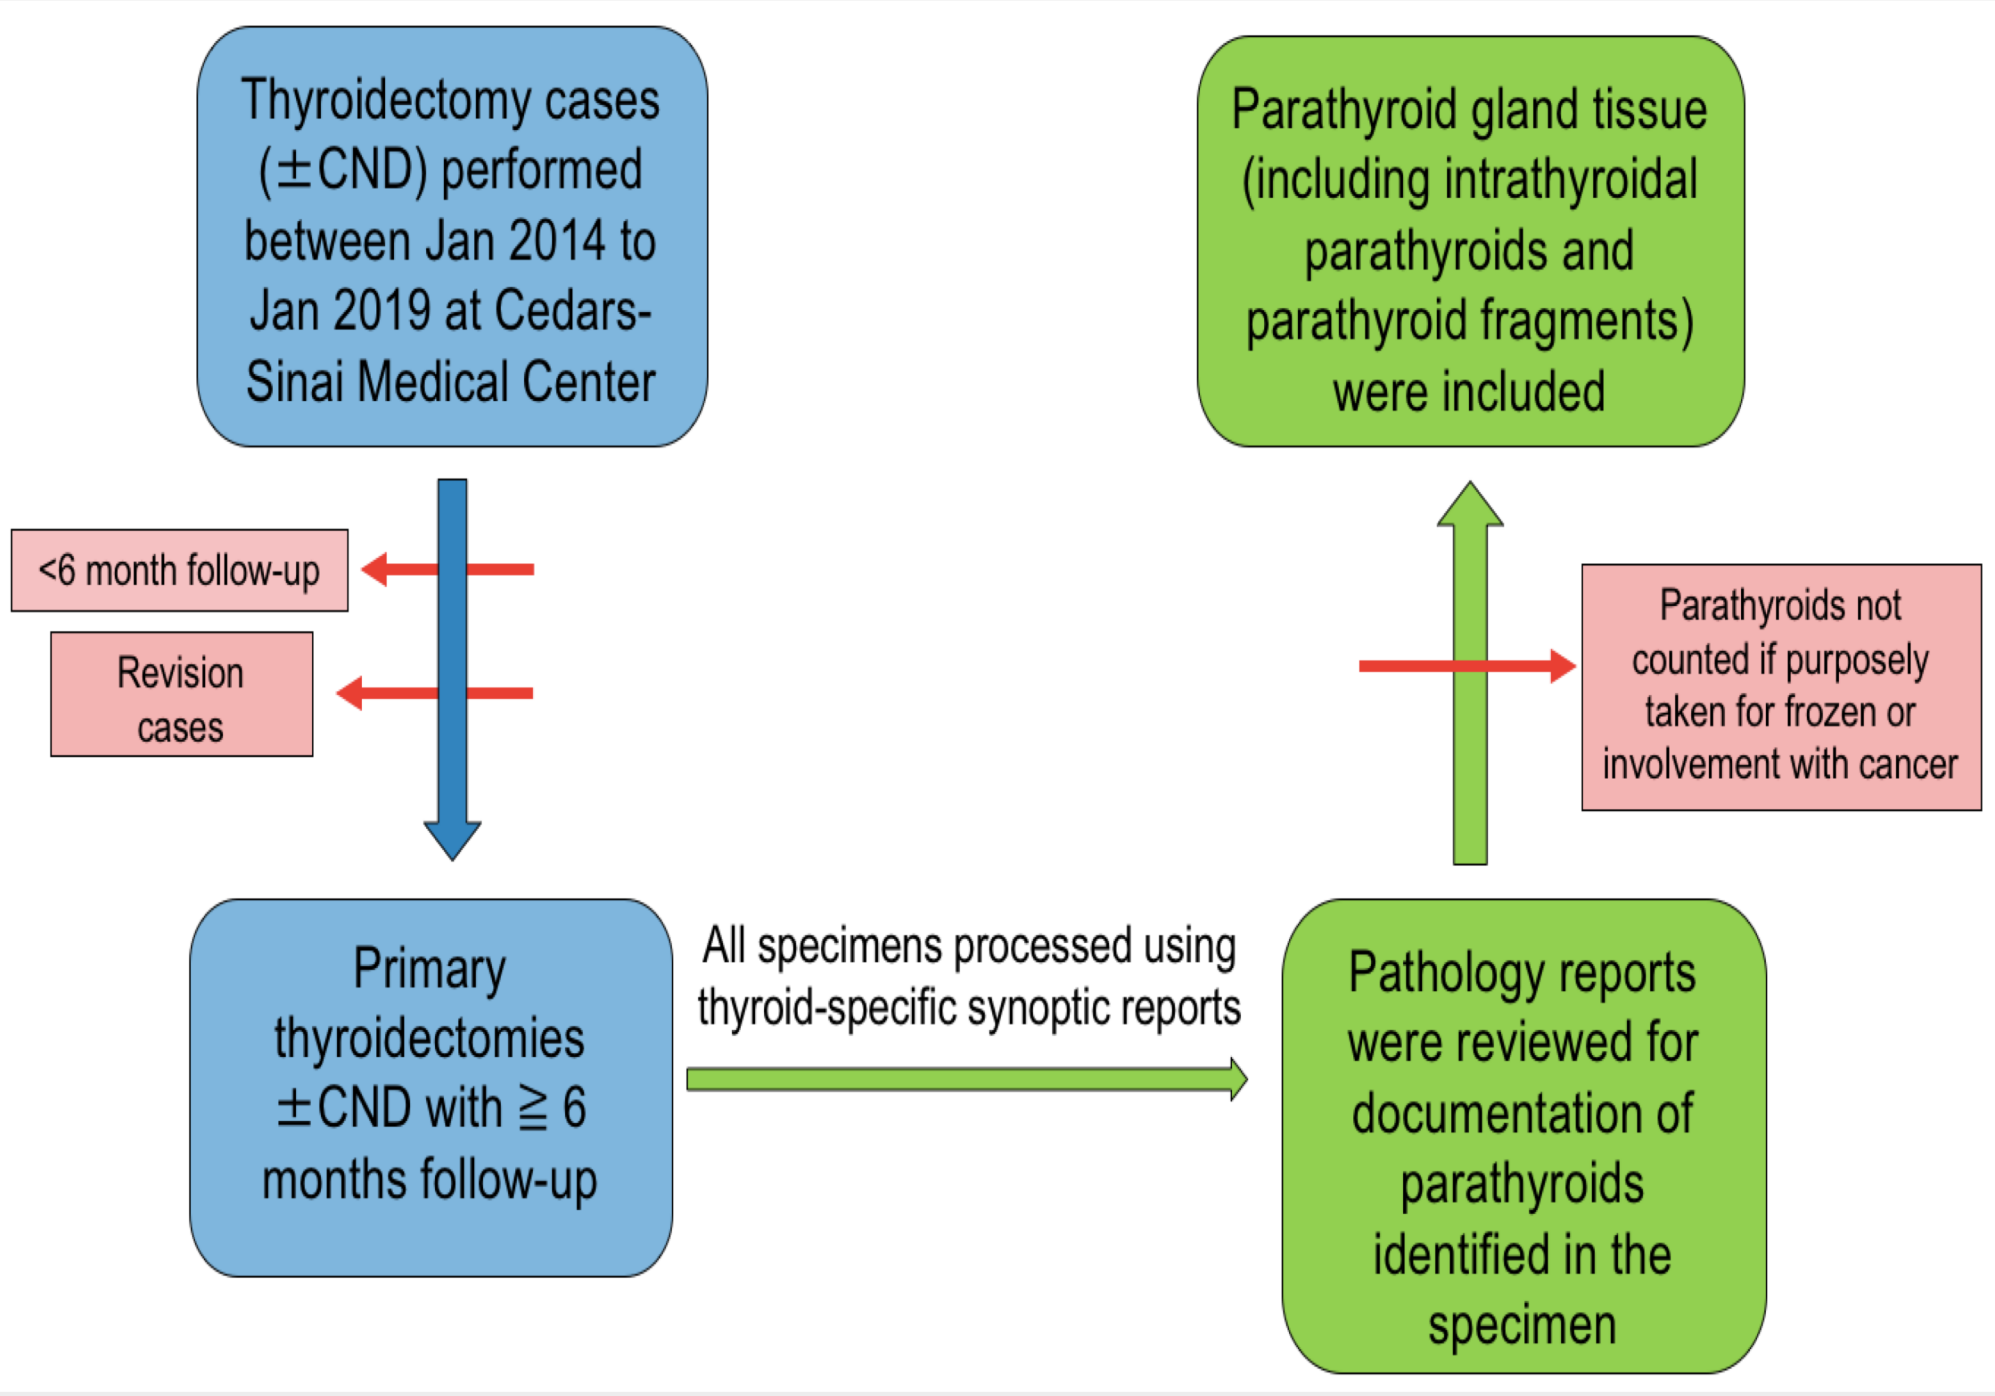 Thyroidectomy cases
(±CND) performed
between Jan 2014 to
Jan 2019 at Cedars-
Sinai Medical Center
<6 month follow-up
Revision
cases
Primary
thyroidectomies
±CND with ≧ 6
months follow-up
All specimens processed using
thyroid-specific synoptic reports
Pathology reports
were reviewed for
documentation of
parathyroids
identified in the
specimen
Parathyroids not
counted if purposely
taken for frozen or
involvement with cancer
Parathyroid gland tissue
(including intrathyroidal
parathyroids and
parathyroid fragments)
were included